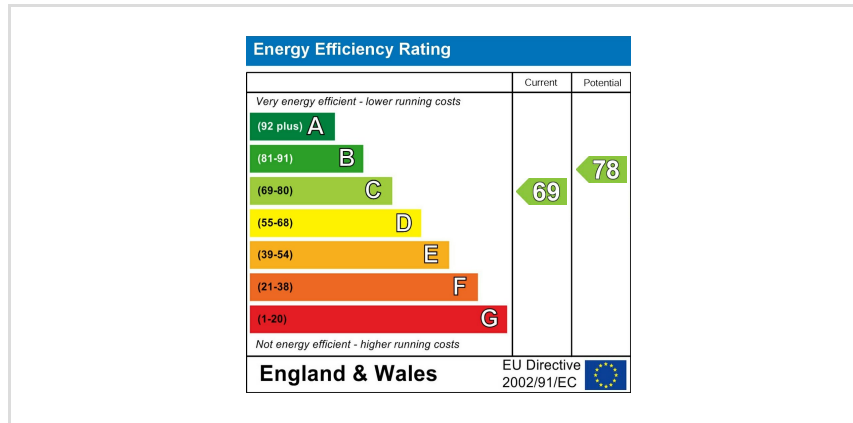 Energy Efficiency Rating
Current Potential
Very energy efficient - lower running costs
(92 plus) A
(81-91) B
78
(69-80) C
69
(55-68) D
(39-54) E
(21-38) F
(1-20) G
Not energy efficient - higher running costs
England & Wales
EU Directive
2002/91/EC